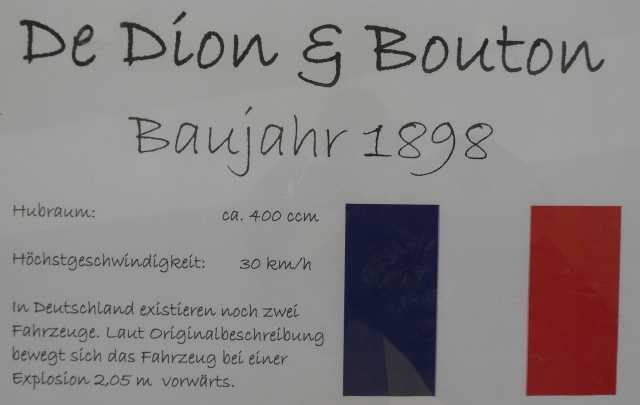 De Dion & Bouton
Baujahr 1898
Hubraum: ca. 400 ccm
Höchstgeschwindigkeit: 30 km/h
In Deutschland existieren noch zwei
Fahrzeuge. Laut Originalbeschreibung
bewegt sich das Fahrzeug bei einer
Explosion 2,05 m vorwärts.